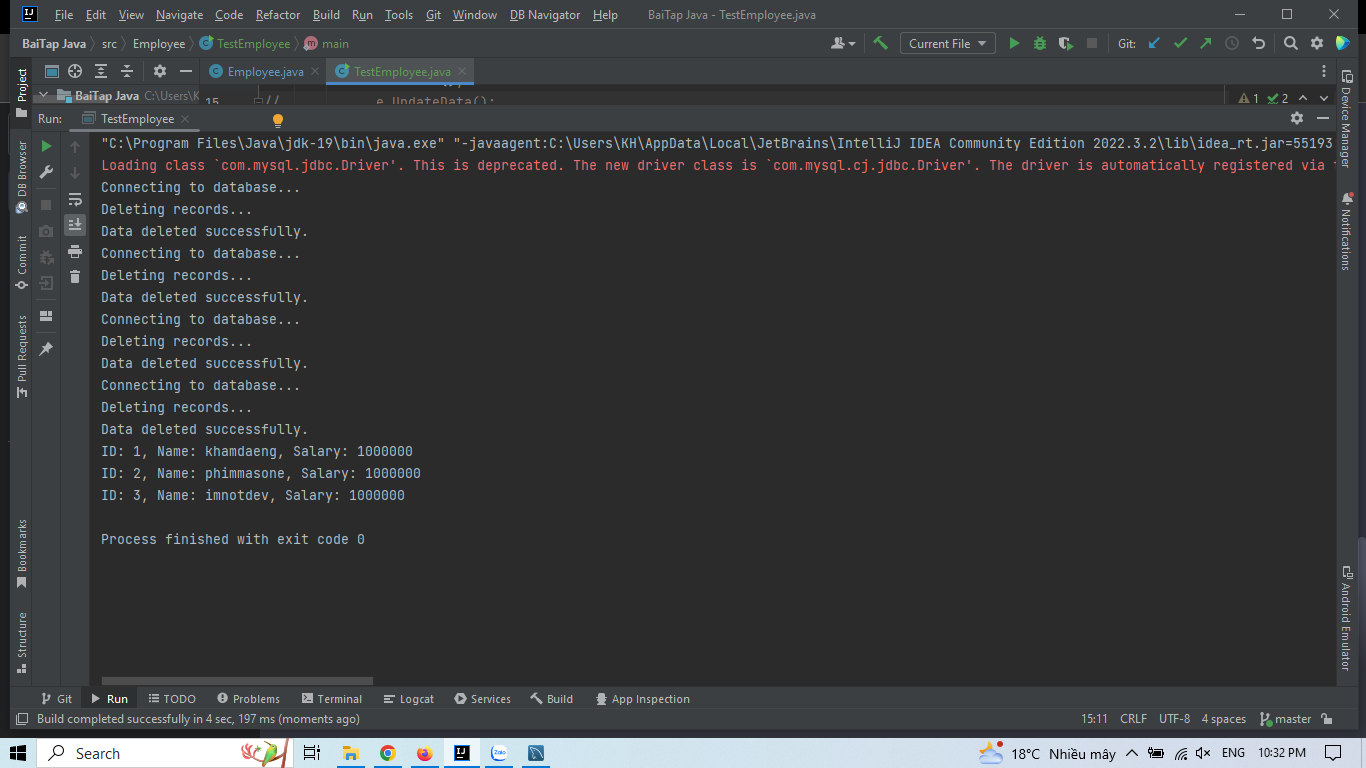 File Edit View Navigate Code Refactor Build Run Tools Git Window DB Navigator Help BaiTap Java - TestEmployee.java
BaiTap Java src Employee TestEmployee main Current File Git:
Project
Employee.java TestEmployee.java
BaiTap Java C:\Users\K 15 // e.UpdateData(); 1 2
Run: TestEmployee
"C:\Program Files\Java\jdk-19\bin\java.exe" "-javaagent:C:\Users\KH\AppData\Local\JetBrains\IntelliJ IDEA Community Edition 2022.3.2\lib\idea_rt.jar=55193
Loading class `com.mysql.jdbc.Driver'. This is deprecated. The new driver class is `com.mysql.cj.jdbc.Driver'. The driver is automatically registered via
Connecting to database...
Deleting records...
Data deleted successfully.
Connecting to database...
Deleting records...
Data deleted successfully.
Connecting to database...
Deleting records...
Data deleted successfully.
Connecting to database...
Deleting records...
Data deleted successfully.
ID: 1, Name: khamdaeng, Salary: 1000000
ID: 2, Name: phimmasone, Salary: 1000000
ID: 3, Name: imnotdev, Salary: 1000000
Process finished with exit code 0
DB Browser
Commit
Pull Requests
Bookmarks
Structure
Device Manager
Notifications
Android Emulator
Git Run TODO Problems Terminal Logcat Services Build App Inspection
Build completed successfully in 4 sec, 197 ms (moments ago) 15:11 CRLF UTF-8 4 spaces master
Search Zalo 18°C Nhiều mây ENG 10:32 PM